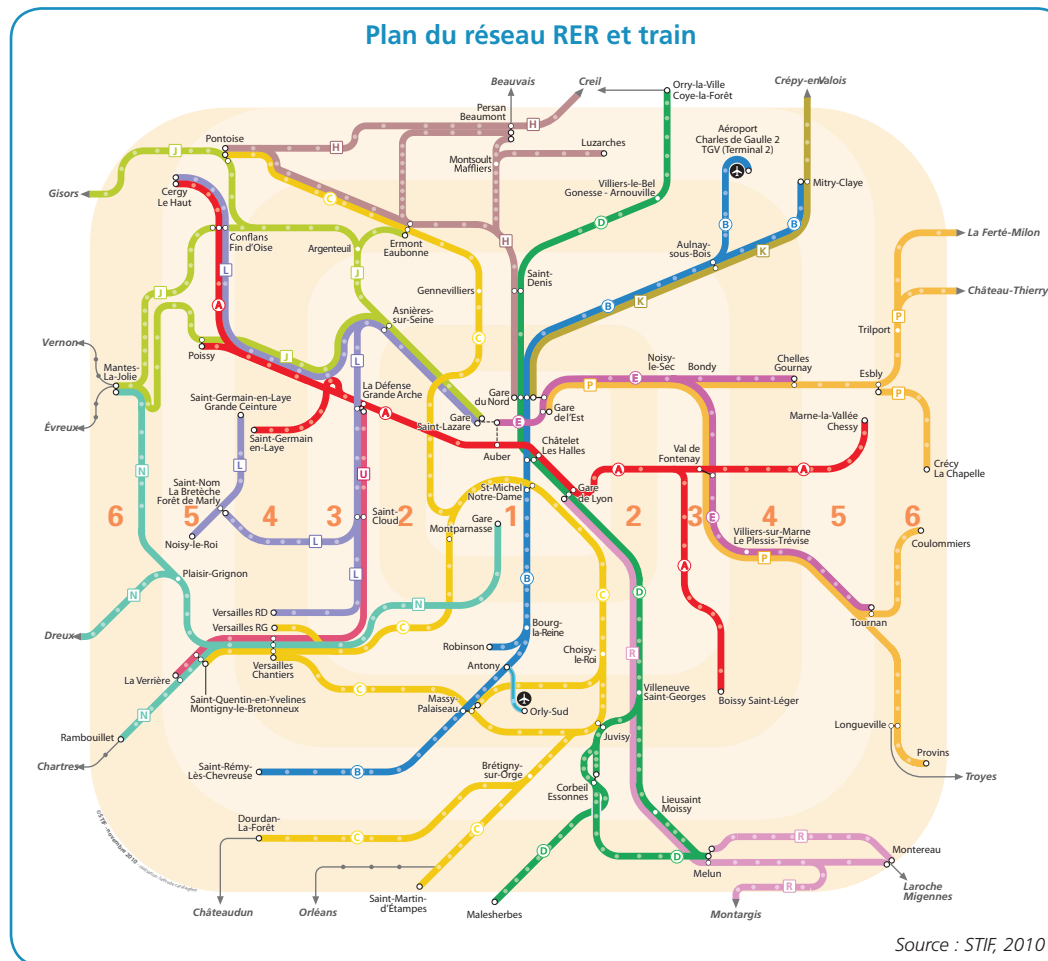 Plan du réseau RER et train
Beauvais
Creil
Orry-la-Ville
Coye-la-Forêt
Crépy-en-Valois
Persan
Beaumont
H
H
Aéroport
Charles de Gaulle 2
TGV (Terminal 2)
Pontoise
J
Luzarches
Montsoult
Maffliers
Gisors
Cergy
Le Haut
C
Villiers-le-Bel
Gonesse - Arnouville
Mitry-Claye
D
B
B
Conflans
Fin d'Oise
Argenteuil
Ermont
Eaubonne
H
Aulnay-
sous-Bois
K
La Ferté-Milon
L
J
Saint-
Denis
J
Gennevilliers
Château-Thierry
A
B
K
Asnières-
sur-Seine
C
P
Trilport
Vernon
Poissy
J
L
Noisy-
le-Sec
Bondy
Chelles
Gournay
Esbly
Mantes-
La-Jolie
La Défense
Grande Arche
E
P
P
Saint-Germain-en-Laye
Grande Ceinture
Gare
du Nord
Gare
de l'Est
Marne-la-Vallée
Chessy
Évreux
Saint-Germain
en-Laye
A
Gare
Saint-Lazare
E
Auber
Châtelet
Les Halles
Val de
Fontenay
L
N
U
A
A
Crécy
La Chapelle
Saint-Nom
La Bretèche
Forêt de Marly
St-Michel
Notre-Dame
Gare
de Lyon
6
5
4
3
2
1
2
3
4
5
6
Saint-
Cloud
Montparnasse
Gare
E
Noisy-le-Roi
L
Villiers-sur-Marne
Le Plessis-Trévise
P
Coulommiers
Plaisir-Grignon
L
B
A
N
Versailles RD
N
C
D
Tournan
Dreux
Versailles RG
C
Bourg-
la-Reine
Robinson
Choisy-
le-Roi
R
La Verrière
Versailles
Chantiers
Antony
Saint-Quentin-en-Yvelines
Montigny-le-Bretonneux
C
Massy-
Palaiseau
Orly-Sud
Villeneuve
Saint-Georges
Boissy Saint-Léger
N
Rambouillet
Juvisy
Longueville
Chartres
Saint-Rémy-
Lès-Chevreuse
B
Brétigny-
sur-Orge
Corbeil
Essonnes
Provins
Troyes
Dourdan-
La-Forêt
C
C
Lieusaint
Moissy
R
D
D
Melun
Montereau
R
Saint-Martin-
d'Étampes
Malesherbes
Châteaudun
Orléans
Montargis
Laroche
Migennes
©STIF - novembre 2010
Source : STIF, 2010